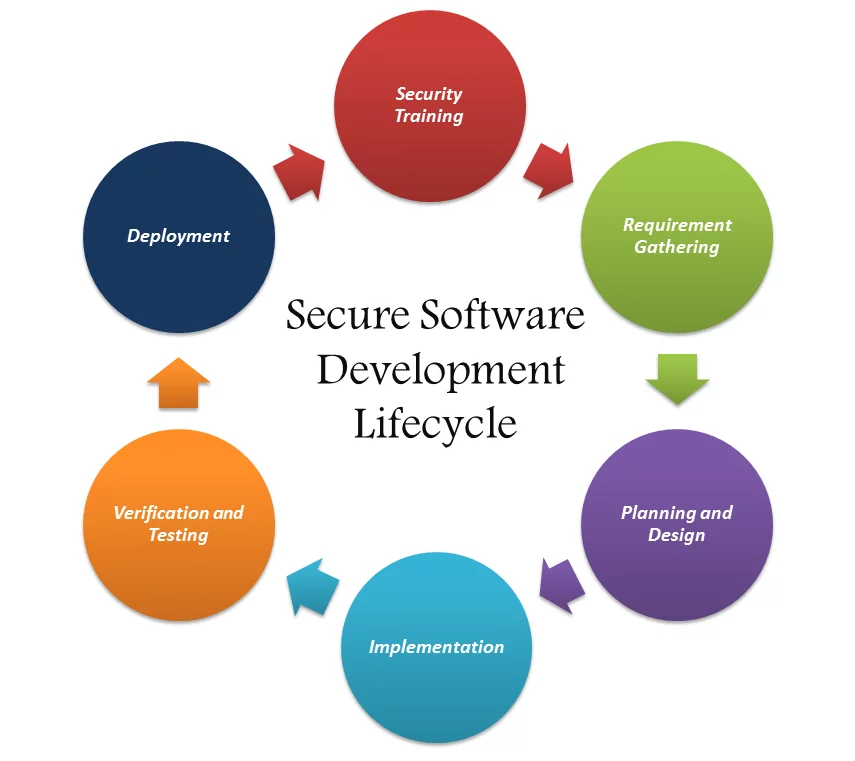 Security
Training
Requirement
Gathering
Planning and
Design
Implementation
Verification and
Testing
Deployment
Secure Software
Development
Lifecycle